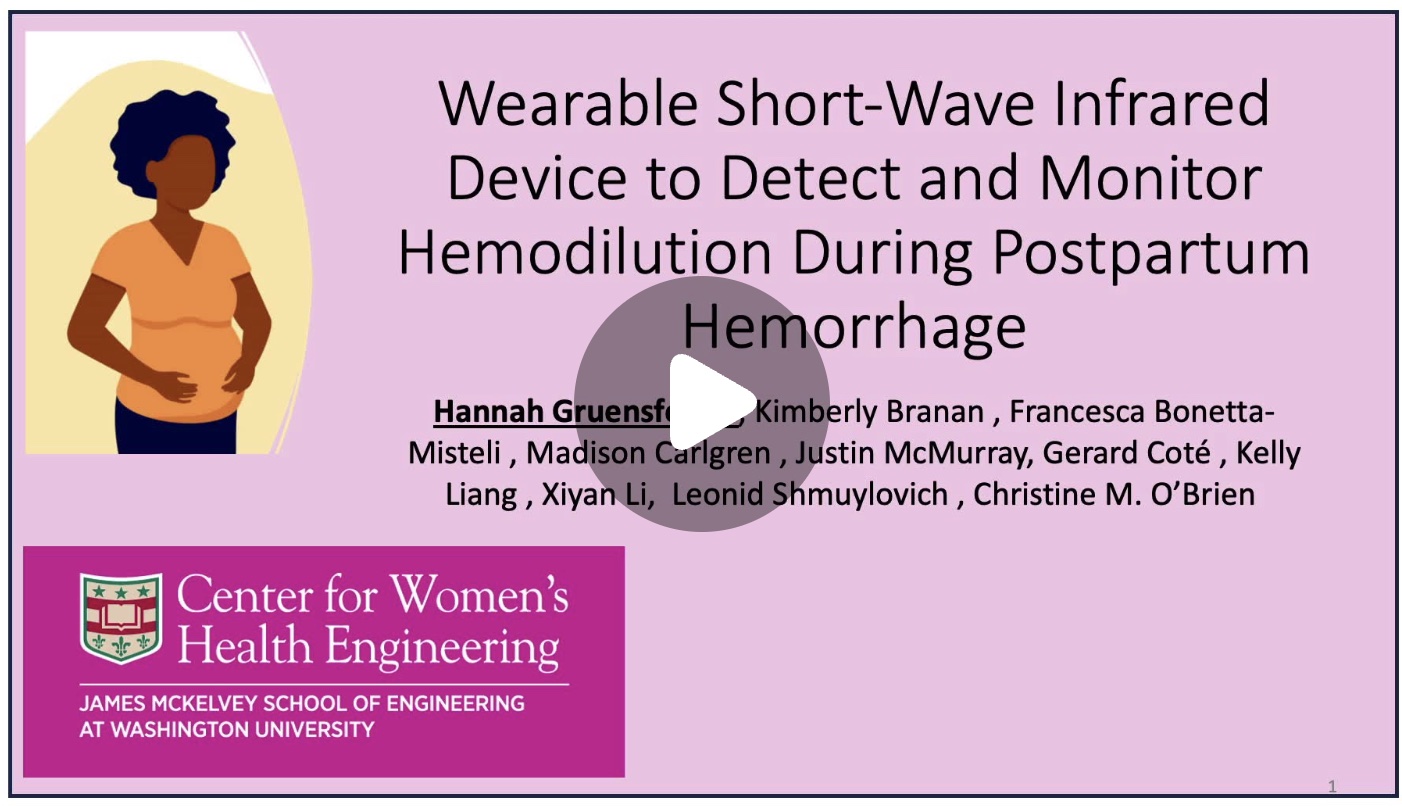 Wearable Short-Wave Infrared
Device to Detect and Monitor
Hemodilution During Postpartum
Hemorrhage
Hannah , Kimberly Branan , Francesca Bonetta-
Misteli , Madison Carlgren , Justin McMurray, Gerard Coté , Kelly
Liang , Xiyan Li, Leonid Shmuylovich , Christine M. O’Brien
Center for Women’s
Health Engineering
JAMES MCKELVEY SCHOOL OF ENGINEERING
AT WASHINGTON UNIVERSITY
1